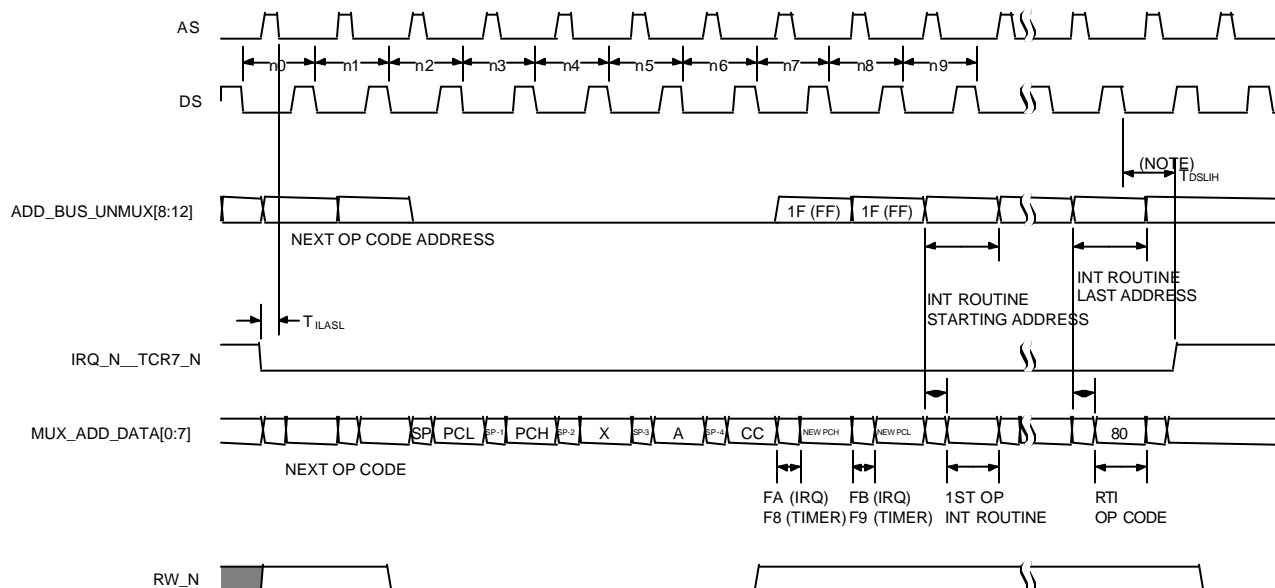 AS
n0 n1 n2 n3 n4 n5 n6 n7 n8 n9
DS
(NOTE)
TDSLIH
ADD_BUS_UNMUX[8:12]
1F (FF) 1F (FF)
NEXT OP CODE ADDRESS
INT ROUTINE
STARTING ADDRESS
INT ROUTINE
LAST ADDRESS
TILASL
IRQ_N__TCR7_N
MUX_ADD_DATA[0:7]
SP PCL SP-1 PCH SP-2 X SP-3 A SP-4 CC NEW PCH NEW PCL 80
NEXT OP CODE
FA (IRQ)
F8 (TIMER)
FB (IRQ)
F9 (TIMER)
1ST OP
INT ROUTINE
RTI
OP CODE
RW_N